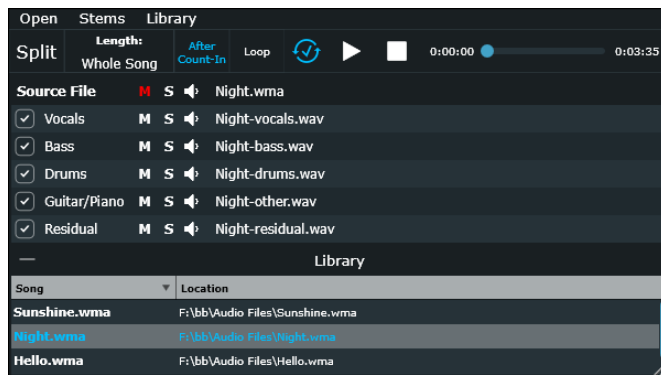 Open Stems Library
Split Length: Whole Song After Count-In Loop 0:00:00 0:03:35
Source File M S Night.wma
Vocals M S Night-vocals.wav
Bass M S Night-bass.wav
Drums M S Night-drums.wav
Guitar/Piano M S Night-other.wav
Residual M S Night-residual.wav
Library
Song Location
Sunshine.wma F:\bb\Audio Files\Sunshine.wma
Night.wma F:\bb\Audio Files\Night.wma
Hello.wma F:\bb\Audio Files\Hello.wma